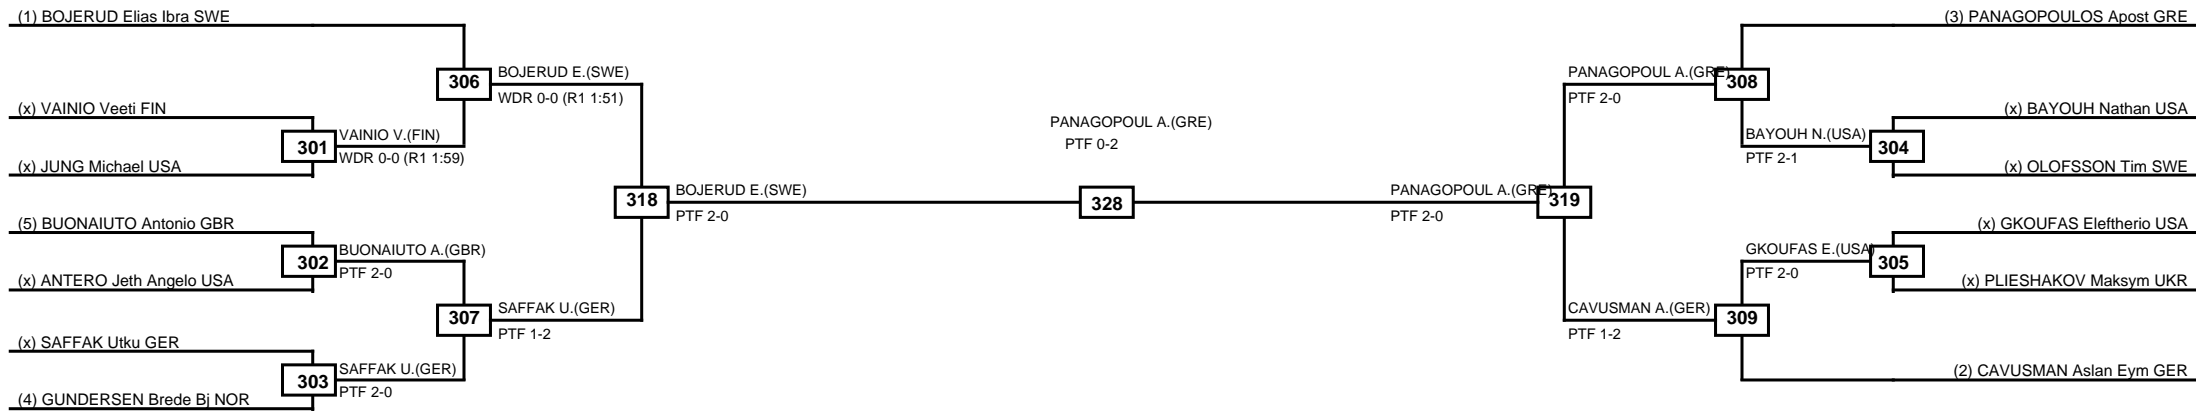 (1) BOJERUD Elias Ibra SWE
(x) VAINIO Veeti FIN
(x) JUNG Michael USA
(5) BUONAIUTO Antonio GBR
(x) ANTERO Jeth Angelo USA
(x) SAFFAK Utku GER
(4) GUNDERSEN Brede Bj NOR
301
VAINIO V.(FIN)
WDR 0-0 (R1 1:59)
302
BUONAIUTO A.(GBR)
PTF 2-0
303
SAFFAK U.(GER)
PTF 2-0
306
BOJERUD E.(SWE)
WDR 0-0 (R1 1:51)
307
SAFFAK U.(GER)
PTF 1-2
318
BOJERUD E.(SWE)
PTF 2-0
PANAGOPOUL A.(GRE)
PTF 0-2
328
PANAGOPOUL A.(GRE)
PTF 2-0
319
PANAGOPOUL A.(GRE)
PTF 2-0
308
CAVUSMAN A.(GER)
PTF 1-2
309
BAYOUH N.(USA)
PTF 2-1
304
GKOUFAS E.(USA)
PTF 2-0
305
(3) PANAGOPOULOS Apost GRE
(x) BAYOUH Nathan USA
(x) OLOFSSON Tim SWE
(x) GKOUFAS Eleftherio USA
(x) PLIESHAKOV Maksym UKR
(2) CAVUSMAN Aslan Eym GER